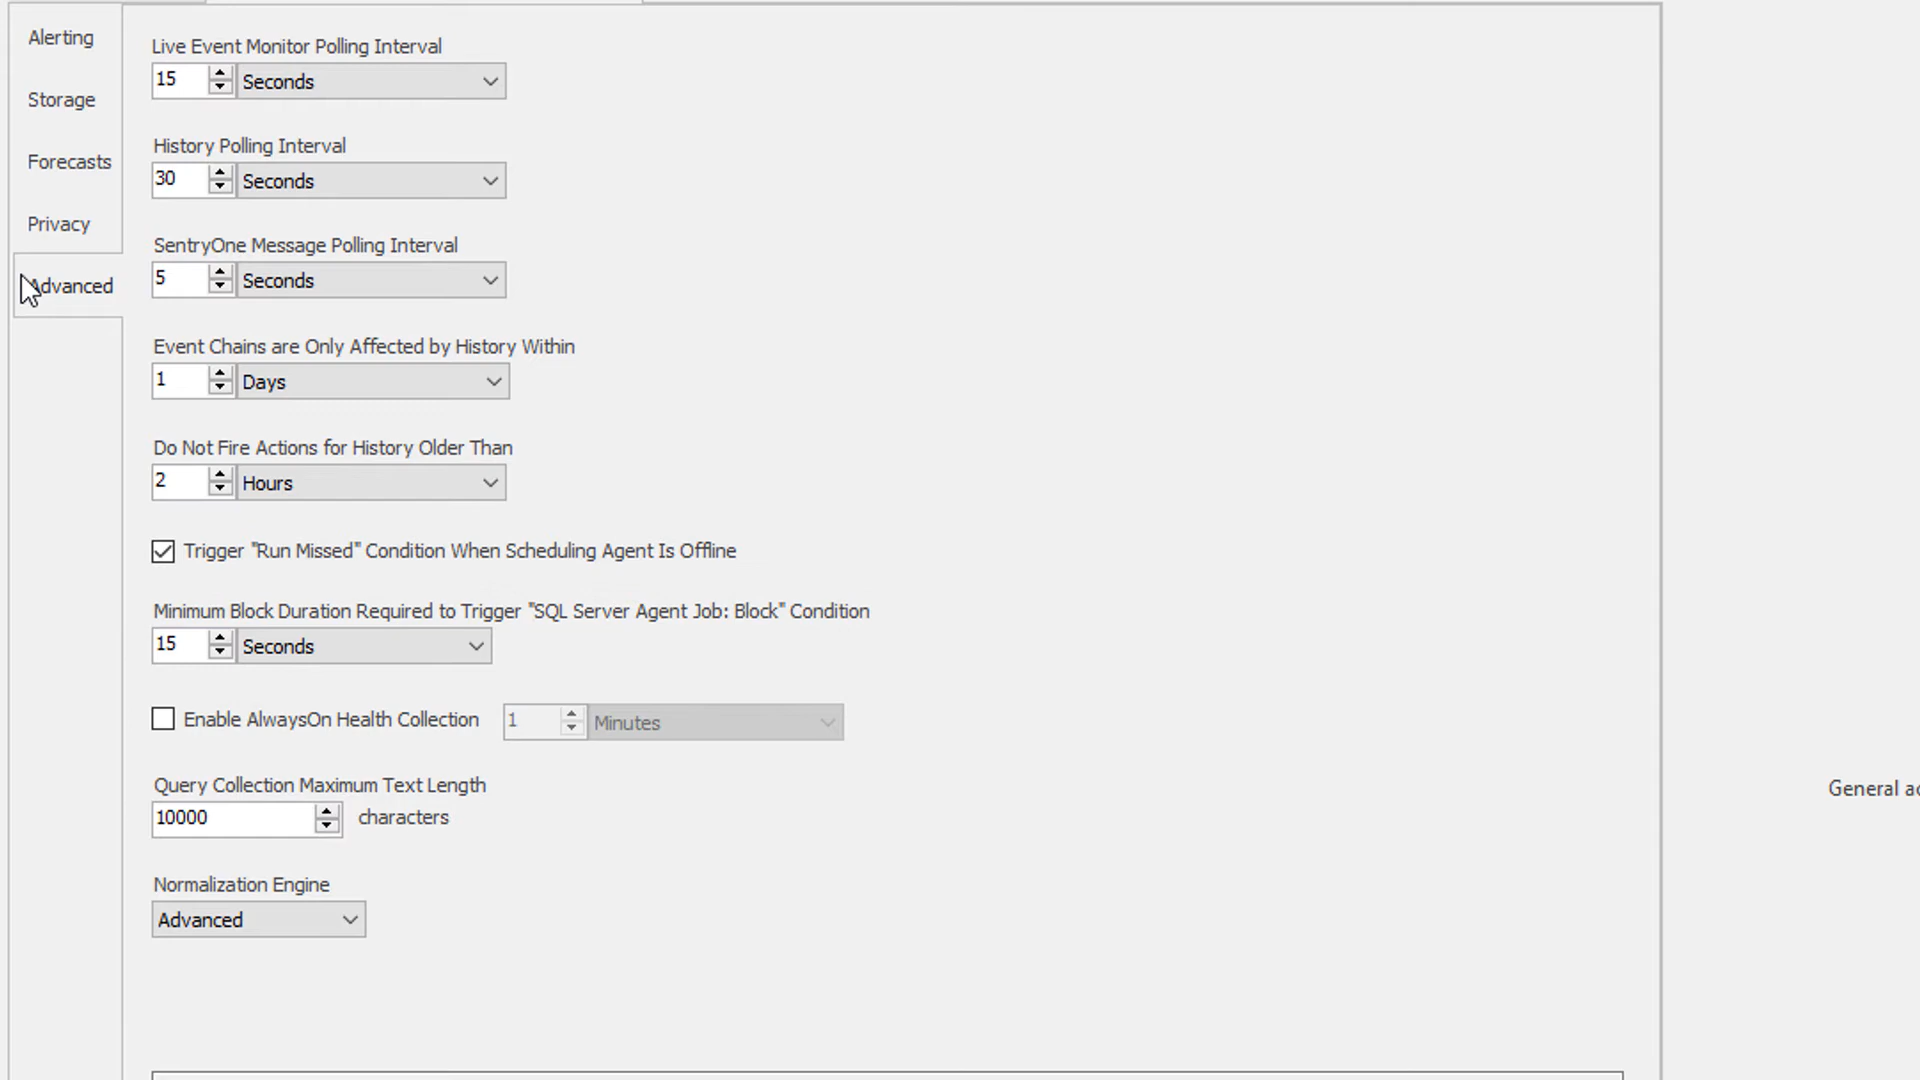 Alerting
Storage
Forecasts
Privacy
Advanced
Live Event Monitor Polling Interval
15 Seconds
History Polling Interval
30 Seconds
SentryOne Message Polling Interval
5 Seconds
Event Chains are Only Affected by History Within
1 Days
Do Not Fire Actions for History Older Than
2 Hours
Trigger "Run Missed" Condition When Scheduling Agent Is Offline
Minimum Block Duration Required to Trigger "SQL Server Agent Job: Block" Condition
15 Seconds
Enable AlwaysOn Health Collection 1 Minutes
Query Collection Maximum Text Length
10000 characters
Normalization Engine
Advanced
General